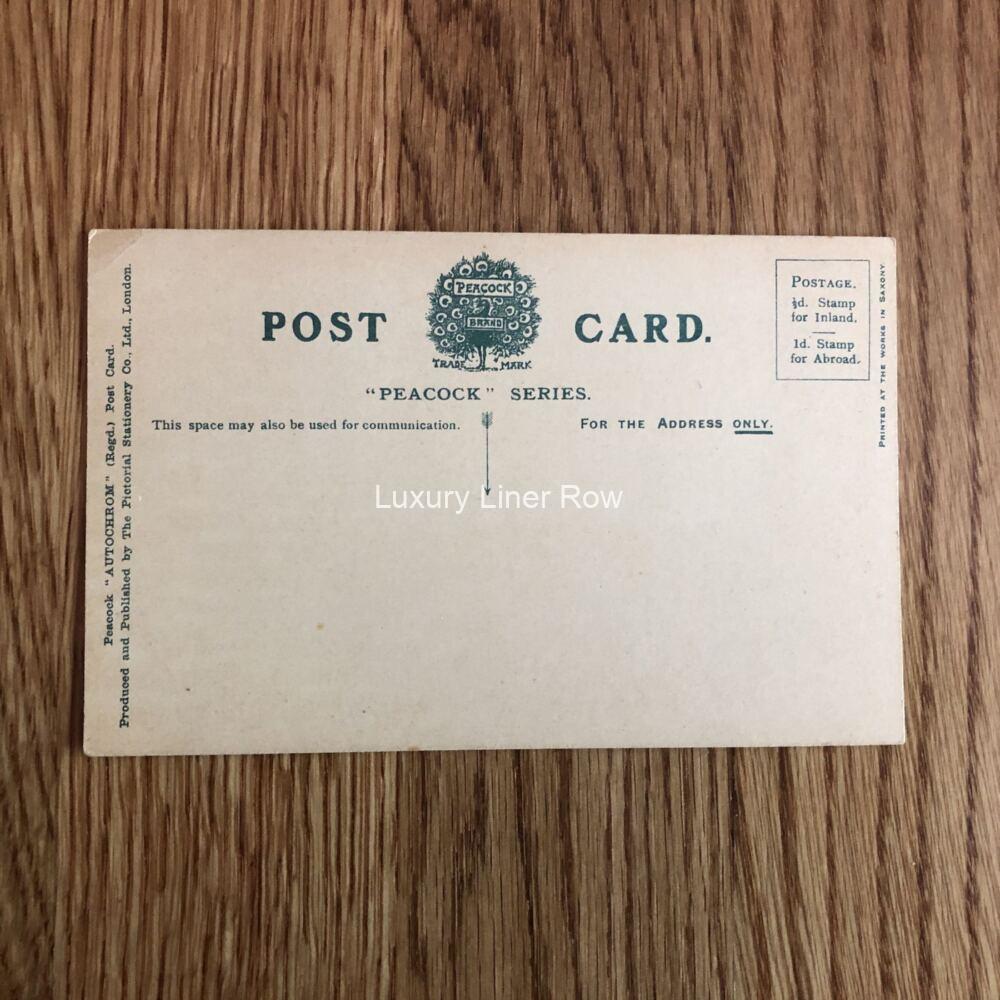 PEACOCK
BRAND
TRADE MARK
POST CARD.
"PEACOCK" SERIES.
This space may also be used for communication.
FOR THE ADDRESS ONLY.
POSTAGE.
½d. Stamp
for Inland.
1d. Stamp
for Abroad.
PRINTED AT THE WORKS IN SAXONY
Peacock "AUTOCHROM" (Regd.) Post Card.
Produced and Published by The Pictorial Stationery Co., Ltd., London.
Luxury Liner Row